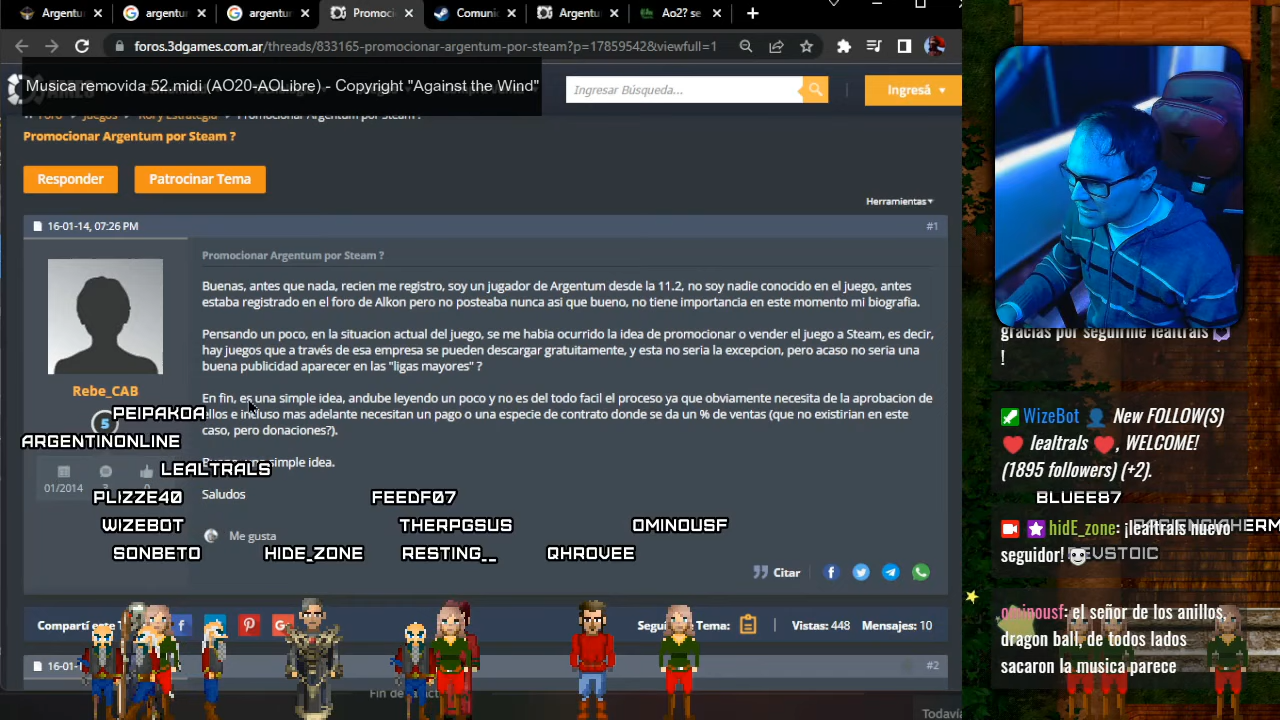 Argentur
argentur
argentur
Promoci
Comuni
Argentu
Ao2? se
foros.3dgames.com.ar/threads/833165-promocionar-argentum-por-steam?p=17859542&viewfull=1
Musica removida 52.midi (AO20-AOLibre) - Copyright "Against the Wind"
Ingresar Búsqueda...
Ingresá
Promocionar Argentum por Steam ?
Responder
Patrocinar Tema
Herramientas
16-01-14, 07:26 PM
#1
Promocionar Argentum por Steam ?
Buenas, antes que nada, recien me registro, soy un jugador de Argentum desde la 11.2, no soy nadie conocido en el juego, antes
estaba registrado en el foro de Alkon pero no posteaba nunca asi que bueno, no tiene importancia en este momento mi biografia.
Pensando un poco, en la situacion actual del juego, se me habia ocurrido la idea de promocionar o vender el juego a Steam, es decir,
hay juegos que a través de esa empresa se pueden descargar gratuitamente, y esta no seria la excepcion, pero acaso no seria una
buena publicidad aparecer en las "ligas mayores" ?
En fin, es una simple idea, andube leyendo un poco y no es del todo facil el proceso ya que obviamente necesita de la aprobacion de
ellos e incluso mas adelante necesitan un pago o una especie de contrato donde se da un % de ventas (que no existirian en este
caso, pero donaciones?).
simple idea.
Saludos
Me gusta
Rebe_CAB
5
01/2014
PEIPAKOA
ARGENTINONLINE
LEALTRALS
PLIZZE40
FEEDF07
WIZEBOT
THERPGSUS
OMINOUSF
SONBETO
HIDE_ZONE
RESTING__
QHROVEE
Citar
Compartí este
Vistas: 448
Mensajes: 10
#2
gracias por seguirme lealtrals
!
WizeBot New FOLLOW(S)
lealtrals , WELCOME!
(1895 followers) (+2).
BLUEE87
hidE_zone: ¡lealtrals nuevo
seguidor!
DEVSTOIC
ominousf: el señor de los anillos,
dragon ball, de todos lados
sacaron la musica parece